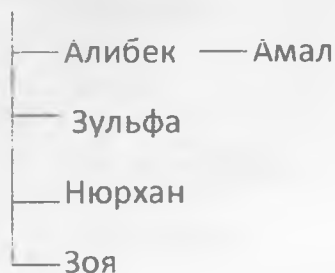 Алибек Амал
Зульфа
Нюрхан
Зоя